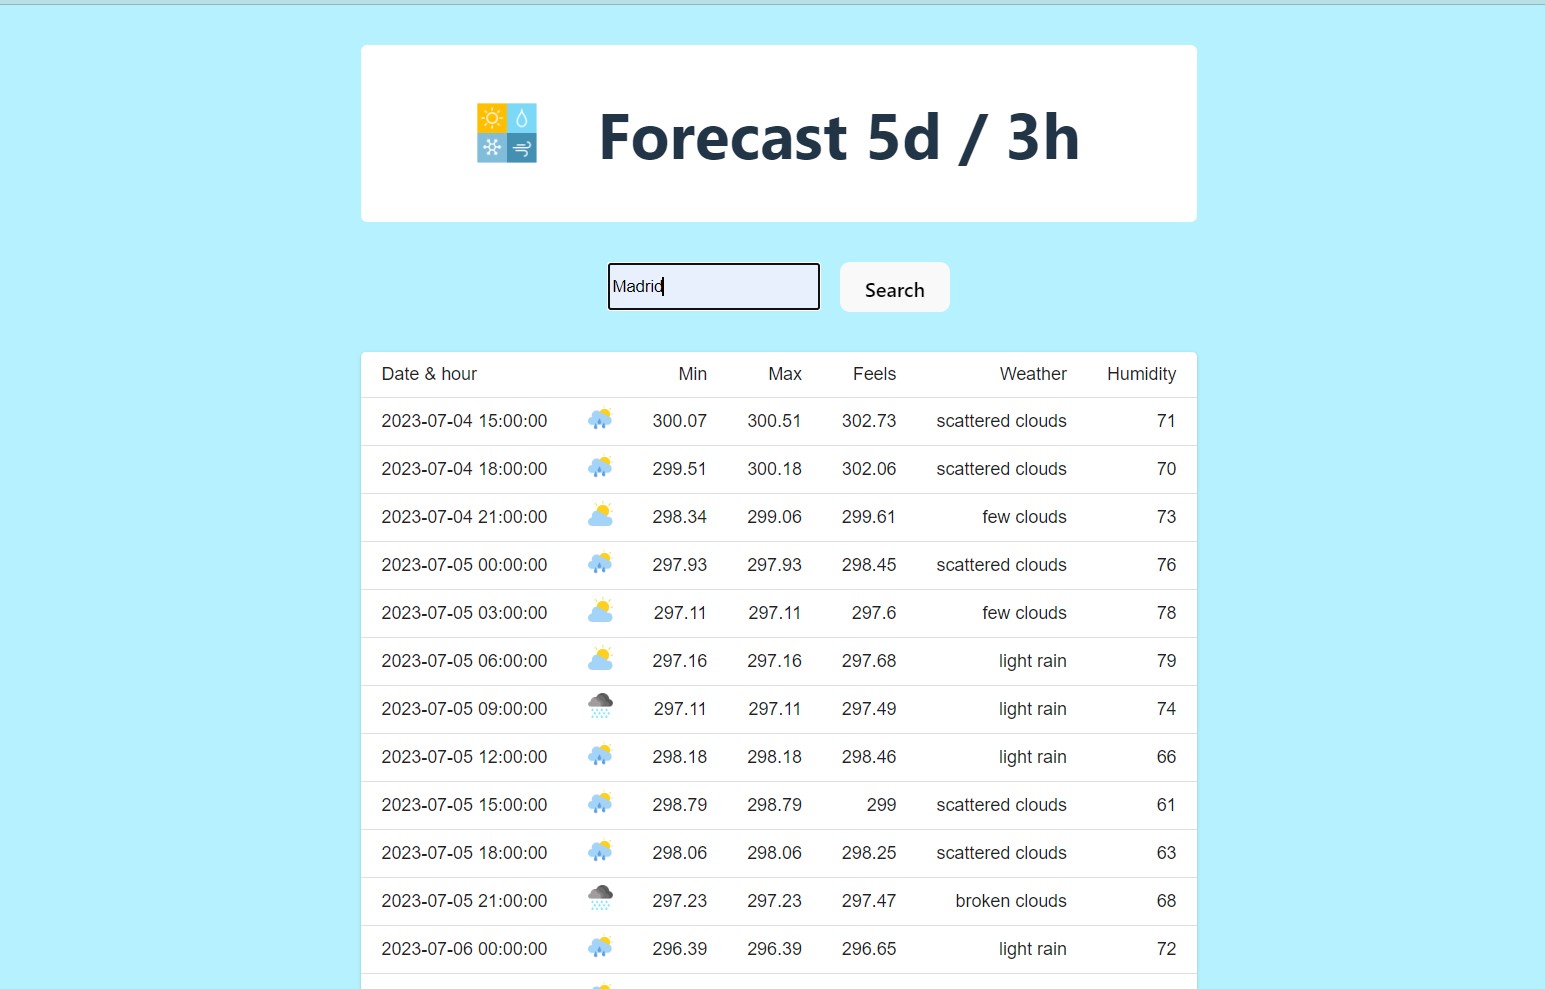 Forecast 5d / 3h
Madrid
Search
Date & hour Min Max Feels Weather Humidity
2023-07-04 15:00:00 300.07 300.51 302.73 scattered clouds 71
2023-07-04 18:00:00 299.51 300.18 302.06 scattered clouds 70
2023-07-04 21:00:00 298.34 299.06 299.61 few clouds 73
2023-07-05 00:00:00 297.93 297.93 298.45 scattered clouds 76
2023-07-05 03:00:00 297.11 297.11 297.6 few clouds 78
2023-07-05 06:00:00 297.16 297.16 297.68 light rain 79
2023-07-05 09:00:00 297.11 297.11 297.49 light rain 74
2023-07-05 12:00:00 298.18 298.18 298.46 light rain 66
2023-07-05 15:00:00 298.79 298.79 299 scattered clouds 61
2023-07-05 18:00:00 298.06 298.06 298.25 scattered clouds 63
2023-07-05 21:00:00 297.23 297.23 297.47 broken clouds 68
2023-07-06 00:00:00 296.39 296.39 296.65 light rain 72